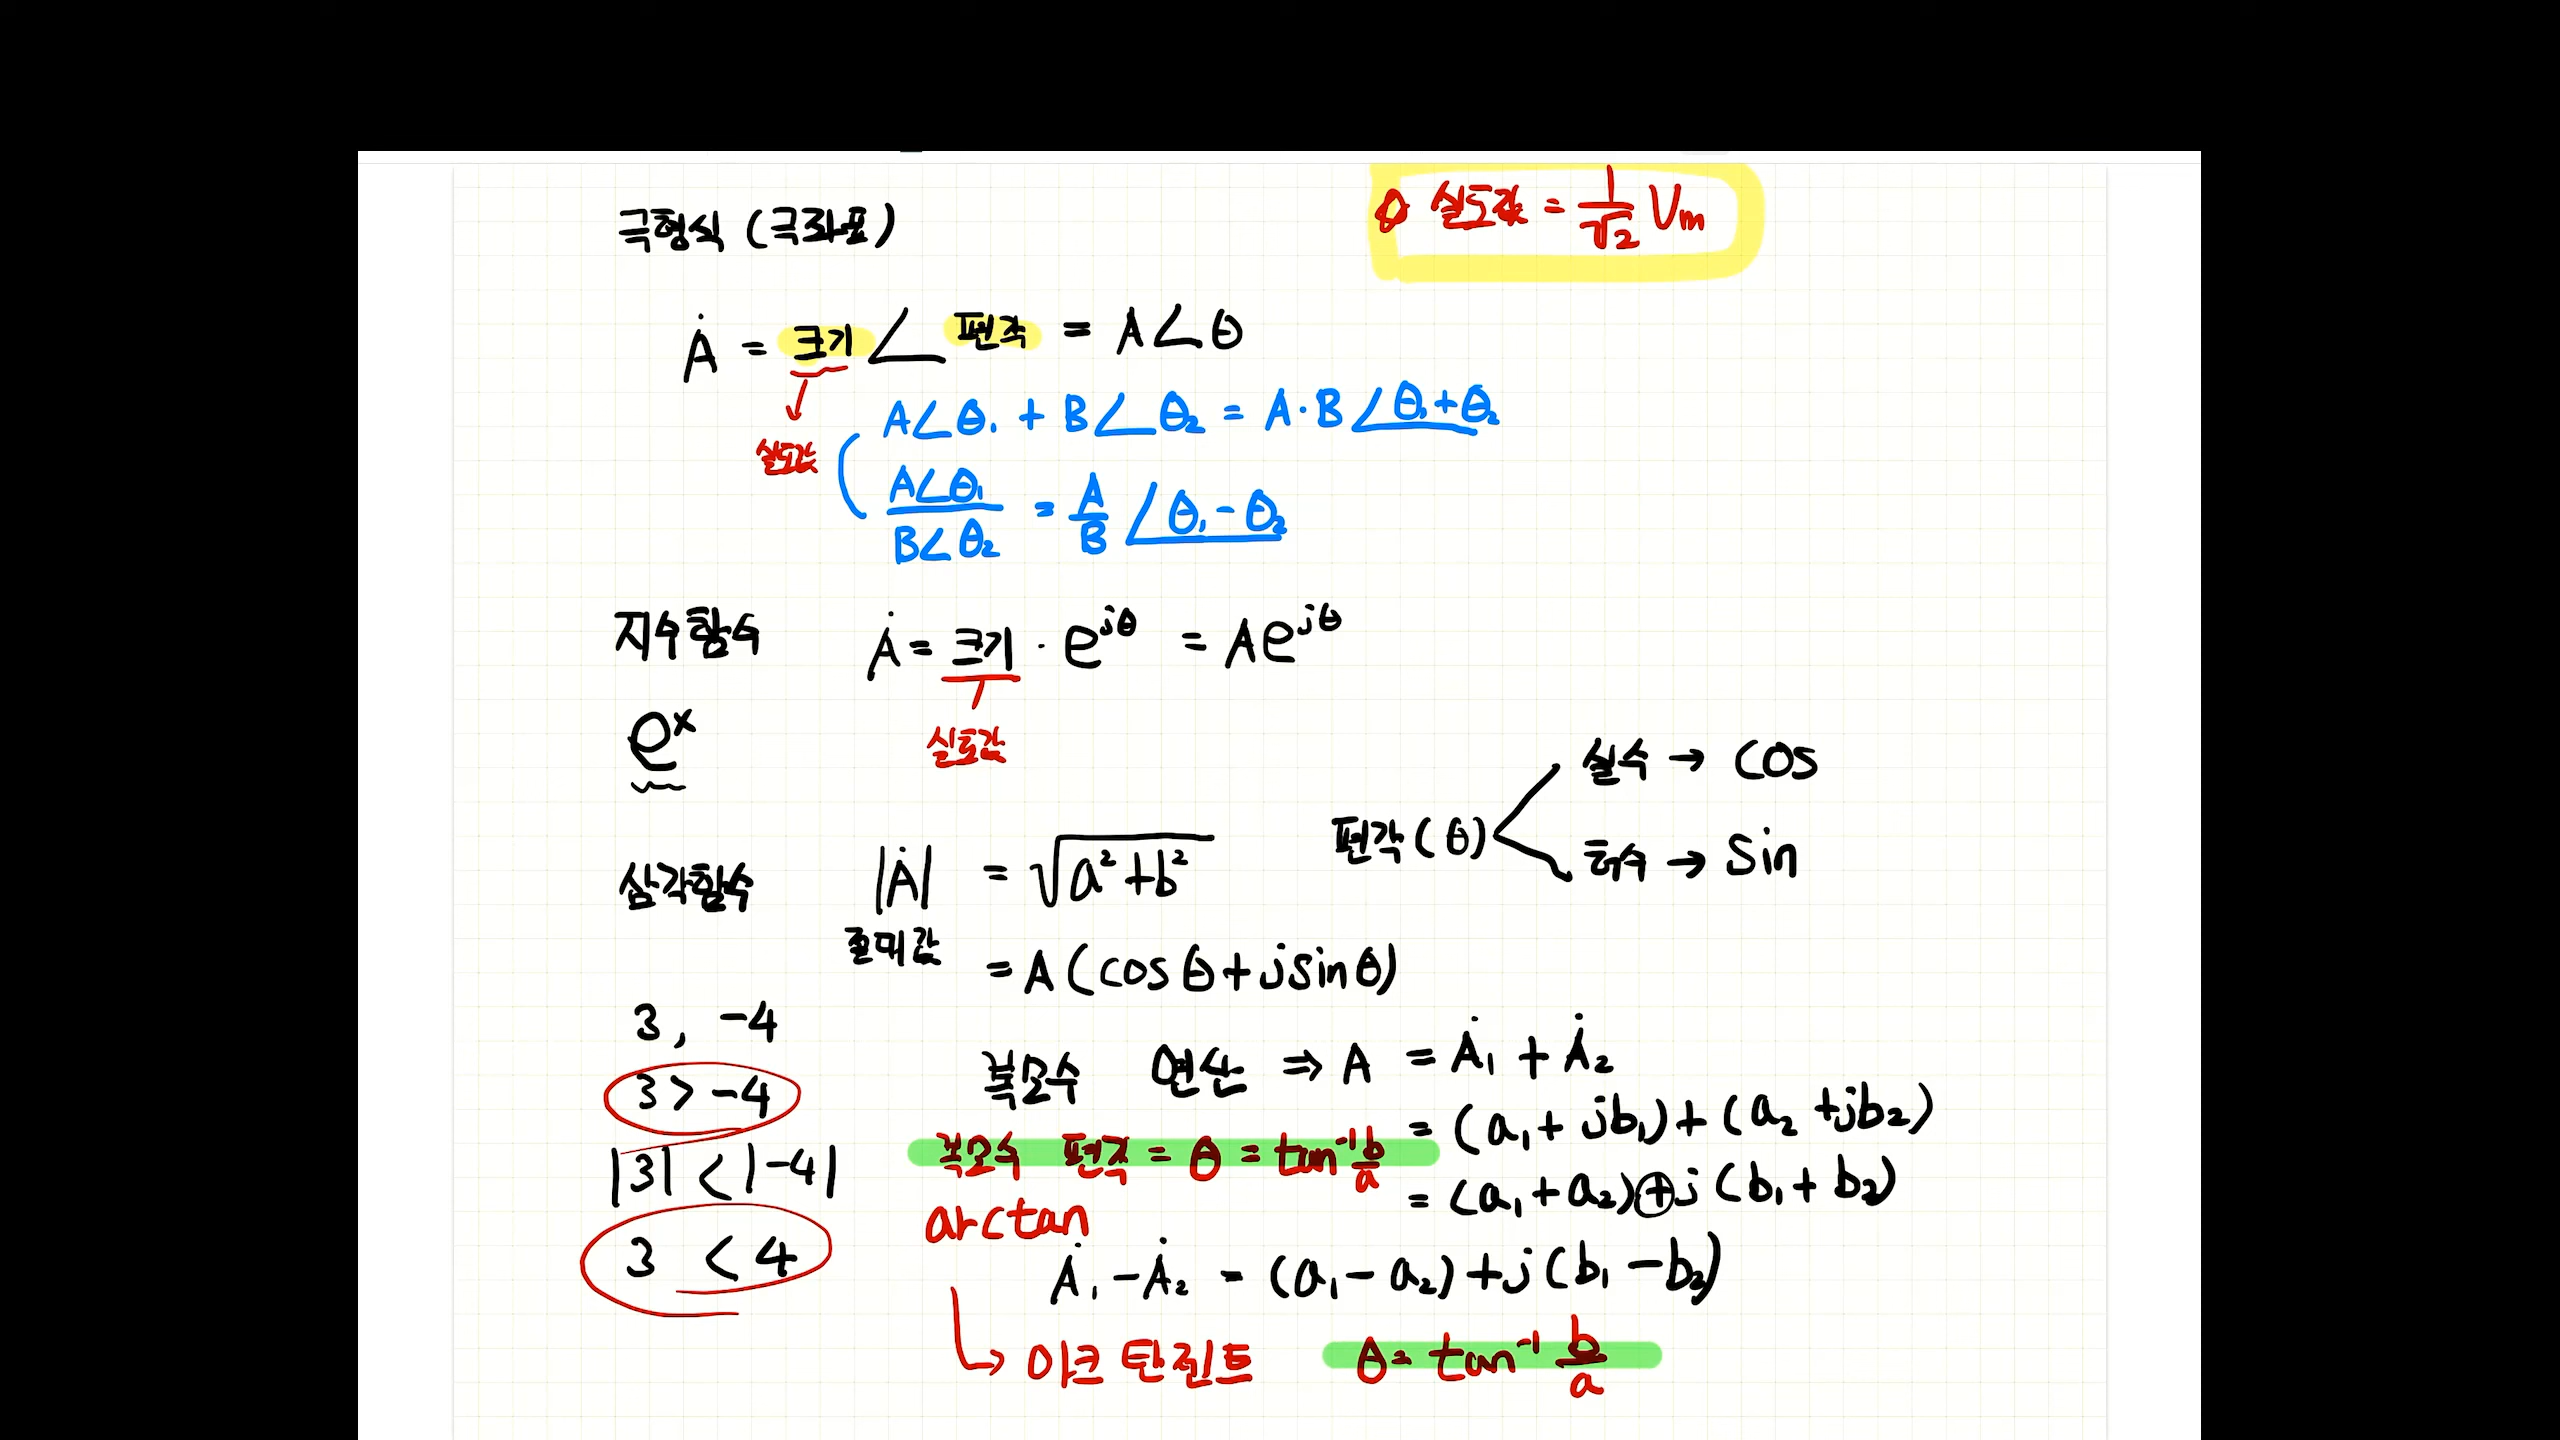 극형식 (극좌표)
실효값 = 1/√2 Vm
Ȧ = 크기∠편각 = A∠θ
실효값
A∠θ₁ + B∠θ₂ = A·B∠θ₁+θ₂
A∠θ₁/B∠θ₂ = A/B ∠θ₁-θ₂
지수함수 Ȧ = 크기 · e^jθ = Ae^jθ
실효값
e^x
편각(θ)
실수 → cos
허수 → sin
삼각함수 |Ȧ| = √a²+b²
절대값
= A(cosθ+jsinθ)
3, -4
3 > -4
|3| < |-4|
3 < 4
복소수 연산 ⇒ A = Ȧ₁ + Ȧ₂
= (a₁+jb₁)+(a₂+jb₂)
= (a₁+a₂)+j(b₁+b₂)
복소수 편각 = θ = tan⁻¹ b/a
arctan
Ȧ₁-Ȧ₂ = (a₁-a₂)+j(b₁-b₂)
→ 아크 탄젠트 θ = tan⁻¹ b/a